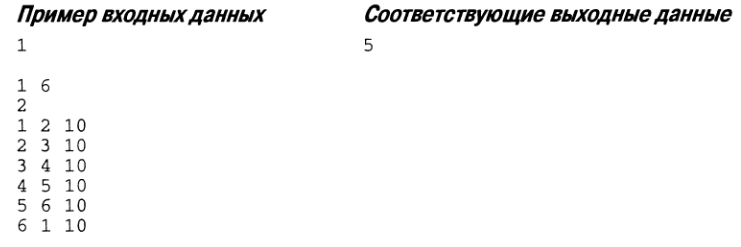 Пример входных данных Соответствующие выходные данные
1 5
1 6
2
1 2 10
2 3 10
3 4 10
4 5 10
5 6 10
6 1 10